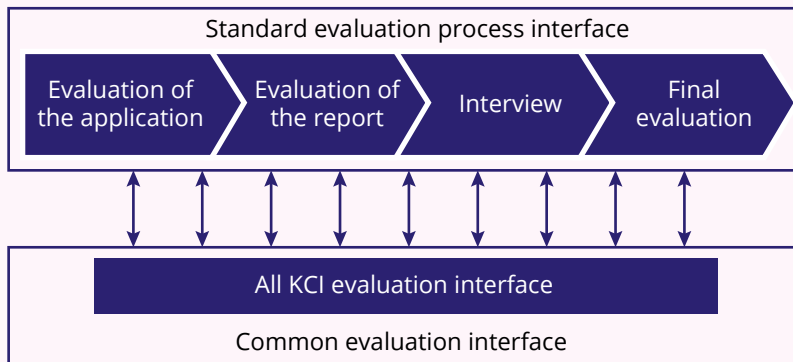 Standard evaluation process interface
Evaluation of
the application
Evaluation of
the report
Interview
Final
evaluation
All KCI evaluation interface
Common evaluation interface